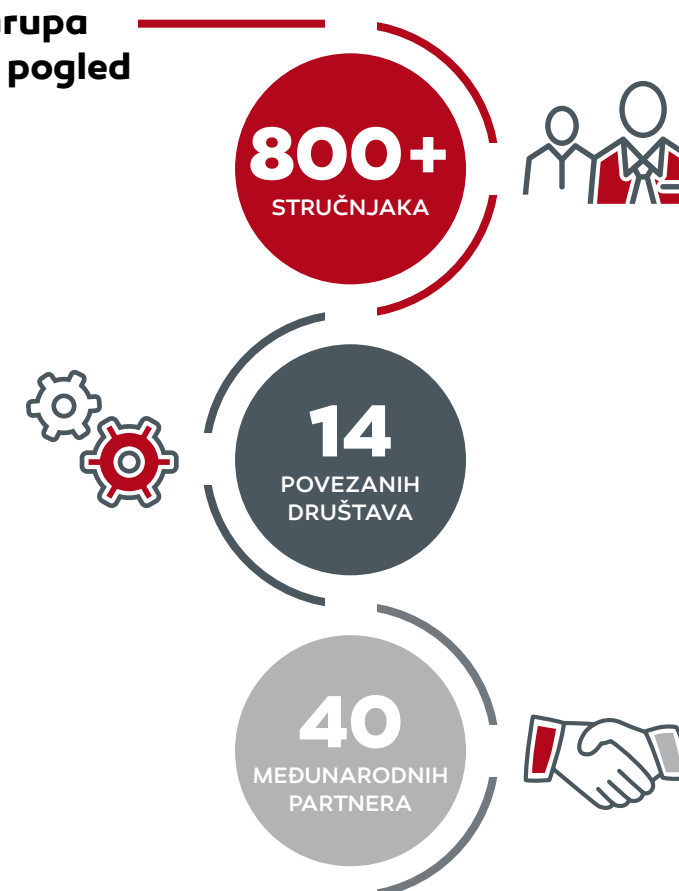 pogled
800+
STRUČNJAKA
14
POVEZANIH
DRUŠTAVA
40
MEĐUNARODNIH
PARTNERA